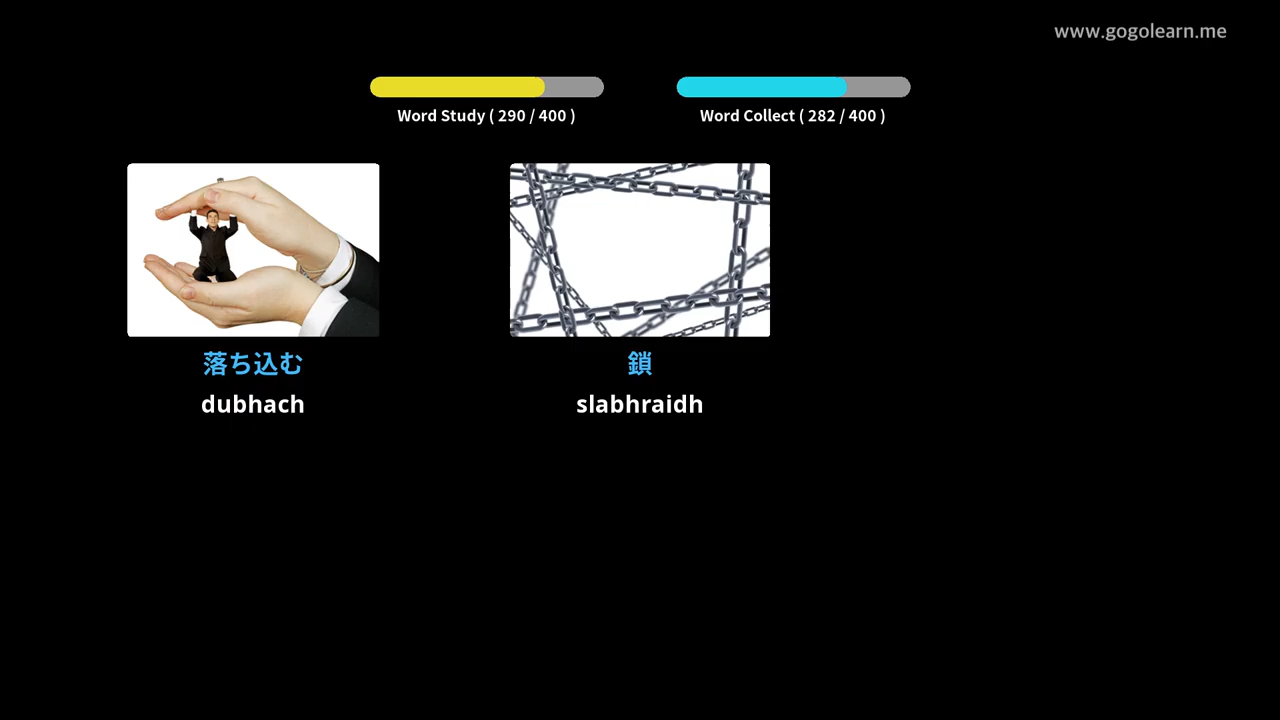 www.gogolearn.me
Word Study ( 290 / 400 )
Word Collect ( 282 / 400 )
落ち込む
dubhach
鎖
slabhraidh